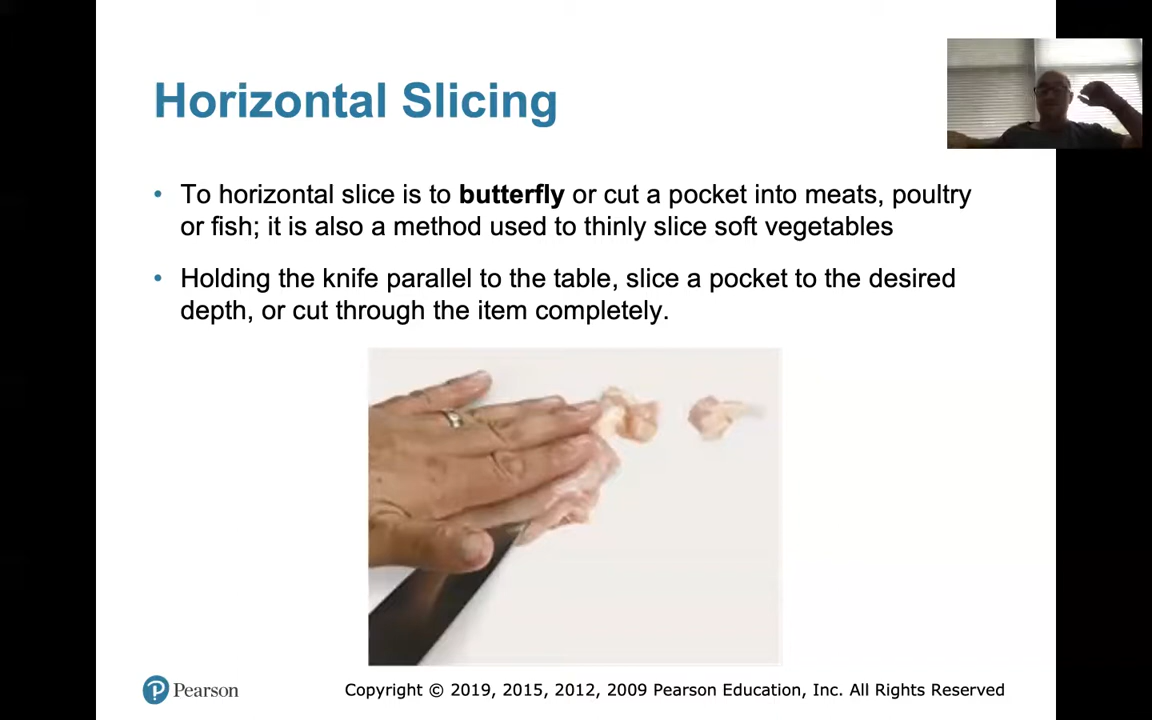 Horizontal Slicing
• To horizontal slice is to butterfly or cut a pocket into meats, poultry
or fish; it is also a method used to thinly slice soft vegetables
• Holding the knife parallel to the table, slice a pocket to the desired
depth, or cut through the item completely.
Pearson
Copyright © 2019, 2015, 2012, 2009 Pearson Education, Inc. All Rights Reserved